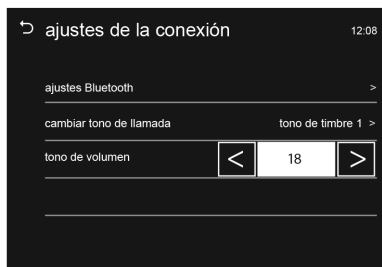 ajustes de la conexión 12:08
ajustes Bluetooth >
cambiar tono de llamada tono de timbre 1 >
tono de volumen < 18 >